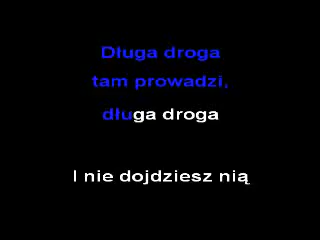 Długa droga
tam prowadzi,
długa droga
I nie dojdziesz nią